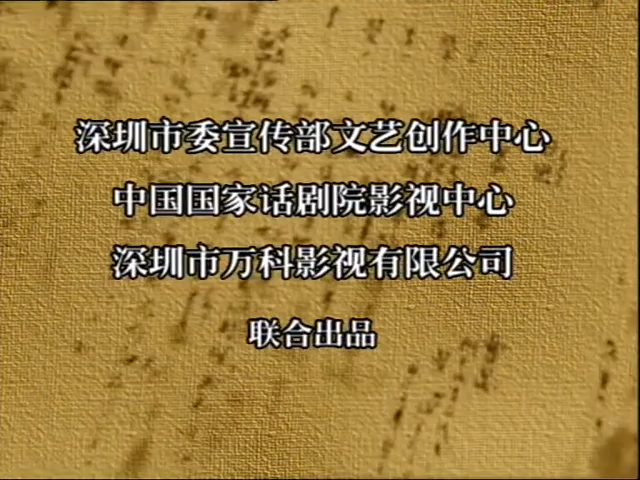 深圳市委宣传部文艺创作中心
中国国家话剧院影视中心
深圳市万科影视有限公司
联合出品